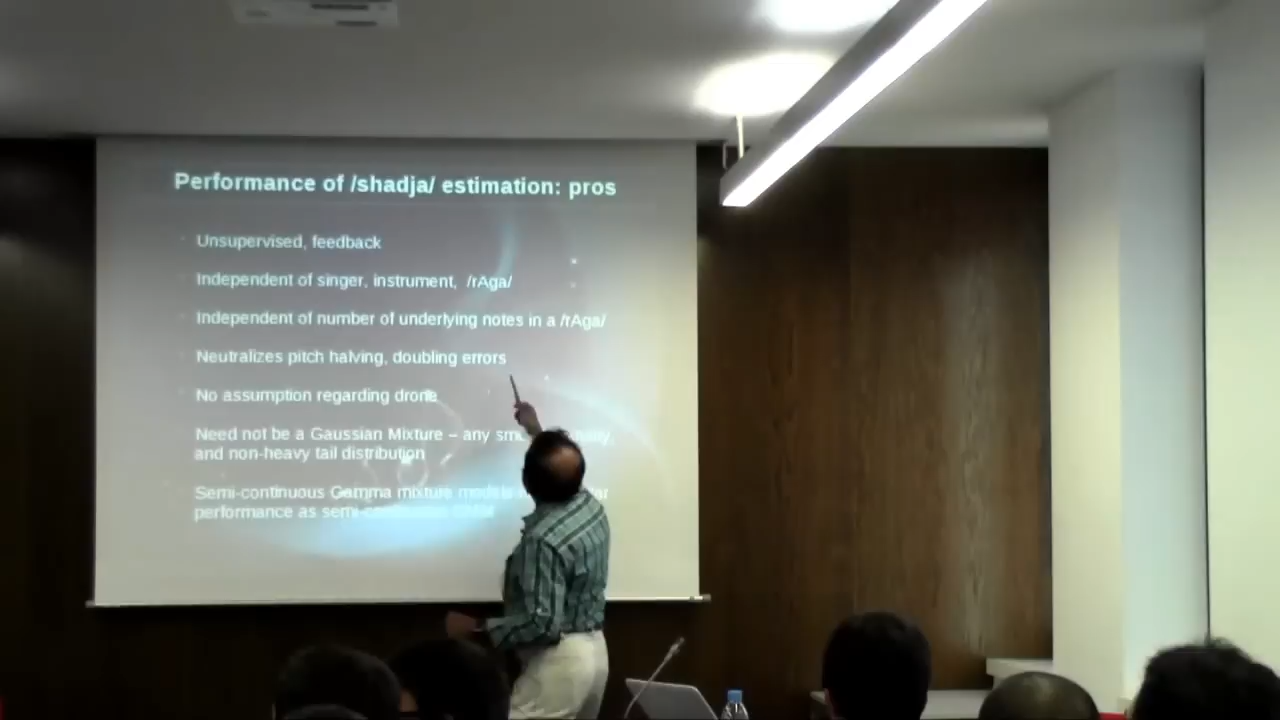 Performance of /shadja/ estimation: pros
Unsupervised, feedback
Independent of singer, instrument, /rAga/
Independent of number of underlying notes in a /rAga/
Neutralizes pitch halving, doubling errors
No assumption regarding drone
Need not be a Gaussian Mixture – any
and non-heavy tail distribution
Semi-continuous Gamma mixture models
performance as